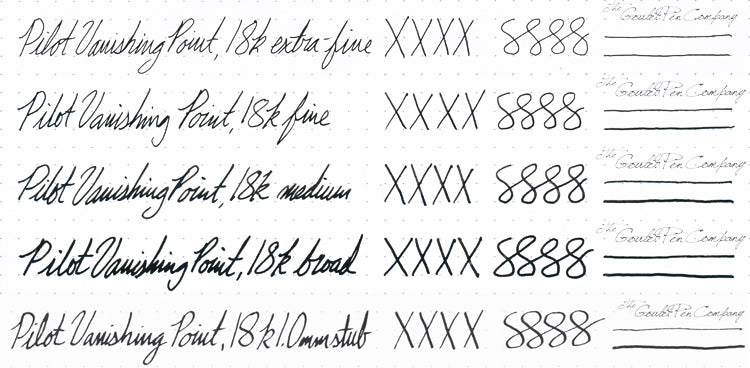 Pilot Vanishing Point, 18k extra-fine XXXX 8888 The Goulet Pen Company
Pilot Vanishing Point, 18k fine XXXX 8888 The Goulet Pen Company
Pilot Vanishing Point, 18k medium XXXX 8888 The Goulet Pen Company
Pilot Vanishing Point, 18k broad XXXX 8888 The Goulet Pen Company
Pilot Vanishing Point, 18k 1.0mm stub XXXX 8888 The Goulet Pen Company